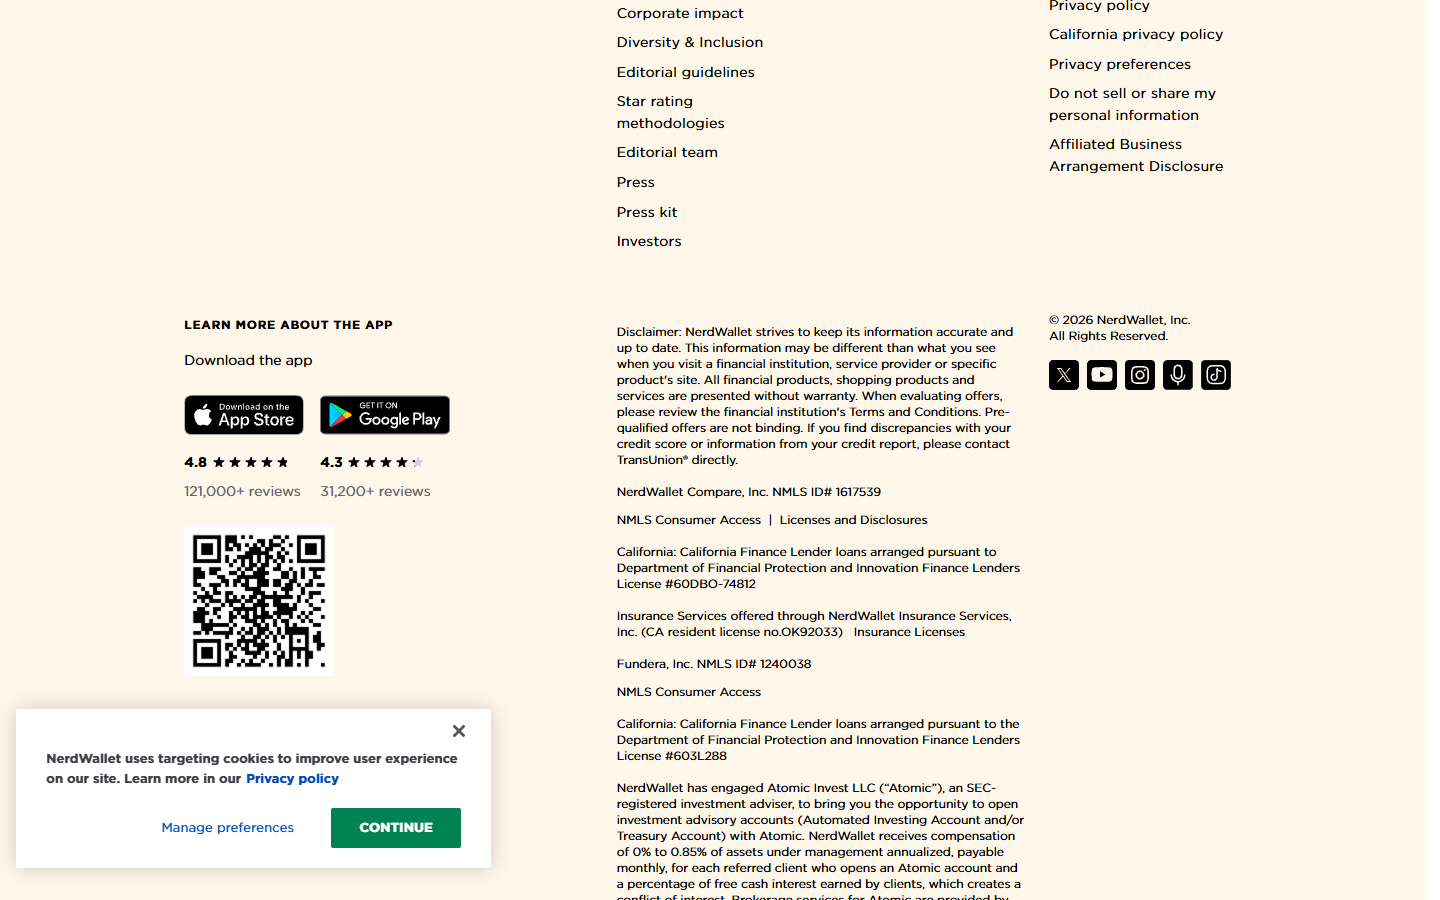 Corporate impact
Diversity & Inclusion
Editorial guidelines
Star rating
methodologies
Editorial team
Press
Press kit
Investors
Privacy policy
California privacy policy
Privacy preferences
Do not sell or share my
personal information
Affiliated Business
Arrangement Disclosure
LEARN MORE ABOUT THE APP
Download the app
Download on the
App Store
GET IT ON
Google Play
4.8
4.3
121,000+ reviews
31,200+ reviews
Disclaimer: NerdWallet strives to keep its information accurate and
up to date. This information may be different than what you see
when you visit a financial institution, service provider or specific
product's site. All financial products, shopping products and
services are presented without warranty. When evaluating offers,
please review the financial institution's Terms and Conditions. Pre-
qualified offers are not binding. If you find discrepancies with your
credit score or information from your credit report, please contact
TransUnion® directly.
NerdWallet Compare, Inc. NMLS ID# 1617539
NMLS Consumer Access | Licenses and Disclosures
California: California Finance Lender loans arranged pursuant to
Department of Financial Protection and Innovation Finance Lenders
License #60DBO-74812
Insurance Services offered through NerdWallet Insurance Services,
Inc. (CA resident license no.OK92033) Insurance Licenses
Fundera, Inc. NMLS ID# 1240038
NMLS Consumer Access
California: California Finance Lender loans arranged pursuant to the
Department of Financial Protection and Innovation Finance Lenders
License #603L288
NerdWallet has engaged Atomic Invest LLC (“Atomic”), an SEC-
registered investment adviser, to bring you the opportunity to open
investment advisory accounts (Automated Investing Account and/or
Treasury Account) with Atomic. NerdWallet receives compensation
of 0% to 0.85% of assets under management annualized, payable
monthly, for each referred client who opens an Atomic account and
a percentage of free cash interest earned by clients, which creates a
conflict of interest. Brokerage services for Atomic are provided by
© 2026 NerdWallet, Inc.
All Rights Reserved.
NerdWallet uses targeting cookies to improve user experience
on our site. Learn more in our Privacy policy
Manage preferences
CONTINUE